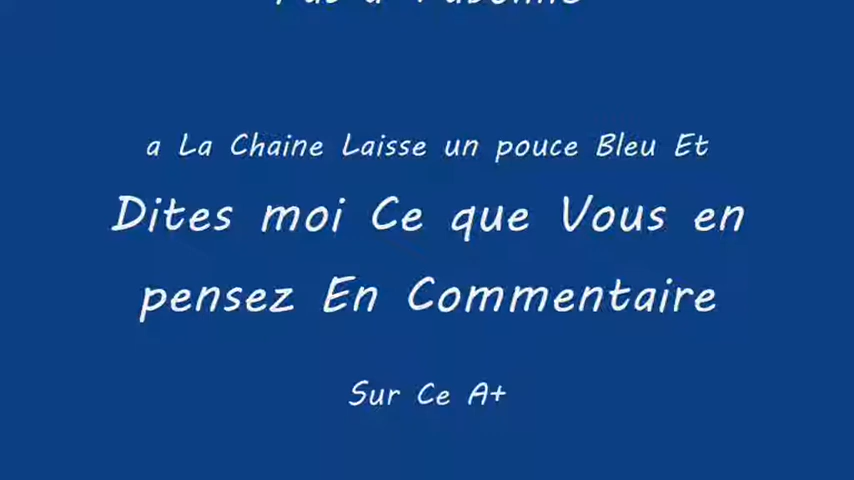 a La Chaine Laisse un pouce Bleu Et
Dites moi Ce que Vous en
pensez En Commentaire
Sur Ce A+